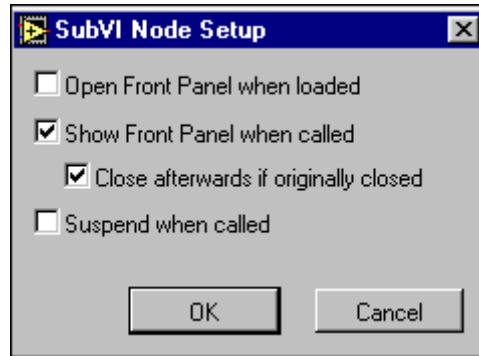 SubVI Node Setup
Open Front Panel when loaded
Show Front Panel when called
Close afterwards if originally closed
Suspend when called
OK Cancel